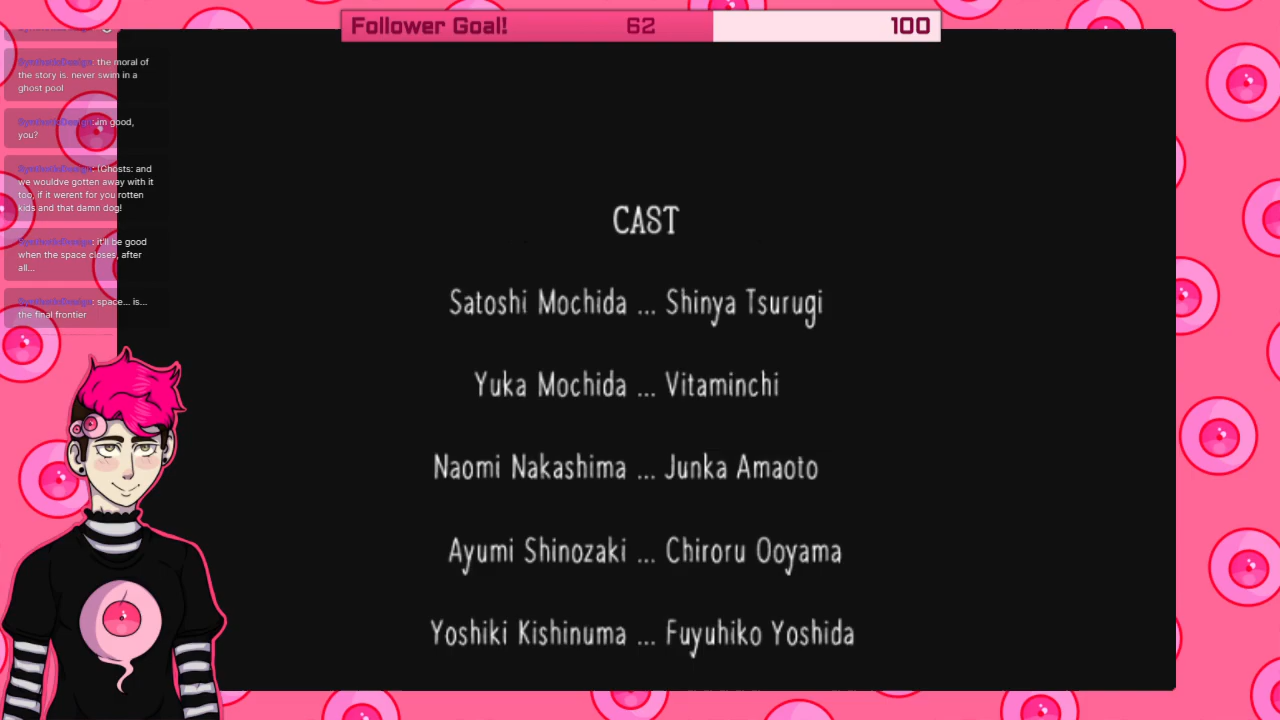 Follower Goal! 62 100
the moral of
the story is. never swim in a
ghost pool
im good,
you?
(Ghosts: and
we wouldve gotten away with it
too, if it werent for you rotten
kids and that damn dog!
it'll be good
when the space closes, after
all...
space... is...
the final frontier
CAST
Satoshi Mochida ... Shinya Tsurugi
Yuka Mochida ... Vitaminchi
Naomi Nakashima ... Junka Amaoto
Ayumi Shinozaki ... Chiroru Ooyama
Yoshiki Kishinuma ... Fuyuhiko Yoshida